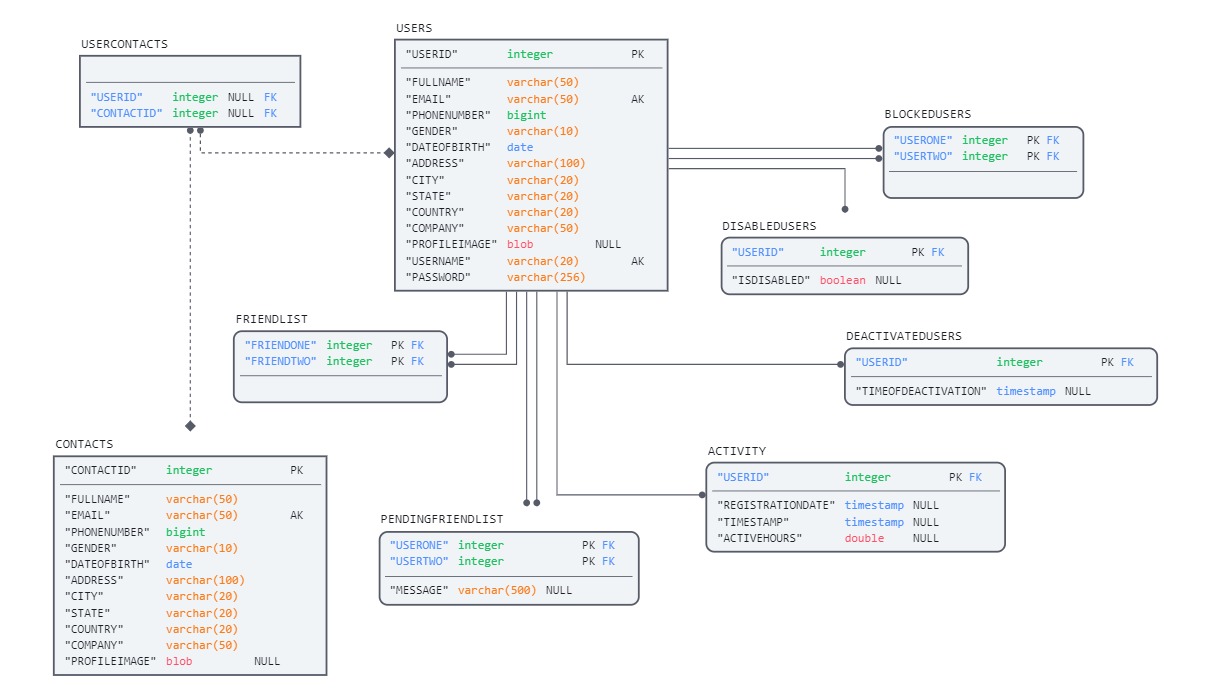 USERCONTACTS
"USERID" integer NULL FK
"CONTACTID" integer NULL FK
USERS
"USERID" integer PK
"FULLNAME" varchar(50)
"EMAIL" varchar(50) AK
"PHONENUMBER" bigint
"GENDER" varchar(10)
"DATEOFBIRTH" date
"ADDRESS" varchar(100)
"CITY" varchar(20)
"STATE" varchar(20)
"COUNTRY" varchar(20)
"COMPANY" varchar(50)
"PROFILEIMAGE" blob NULL
"USERNAME" varchar(20) AK
"PASSWORD" varchar(256)
BLOCKEDUSERS
"USERONE" integer PK FK
"USERTWO" integer PK FK
DISABLEDUSERS
"USERID" integer PK FK
"ISDISABLED" boolean NULL
FRIENDLIST
"FRIENDONE" integer PK FK
"FRIENDTWO" integer PK FK
DEACTIVATEDUSERS
"USERID" integer PK FK
"TIMEOFDEACTIVATION" timestamp NULL
CONTACTS
"CONTACTID" integer PK
"FULLNAME" varchar(50)
"EMAIL" varchar(50) AK
"PHONENUMBER" bigint
"GENDER" varchar(10)
"DATEOFBIRTH" date
"ADDRESS" varchar(100)
"CITY" varchar(20)
"STATE" varchar(20)
"COUNTRY" varchar(20)
"COMPANY" varchar(50)
"PROFILEIMAGE" blob NULL
ACTIVITY
"USERID" integer PK FK
"REGISTRATIONDATE" timestamp NULL
"TIMESTAMP" timestamp NULL
"ACTIVEHOURS" double NULL
PENDINGFRIENDLIST
"USERONE" integer PK FK
"USERTWO" integer PK FK
"MESSAGE" varchar(500) NULL